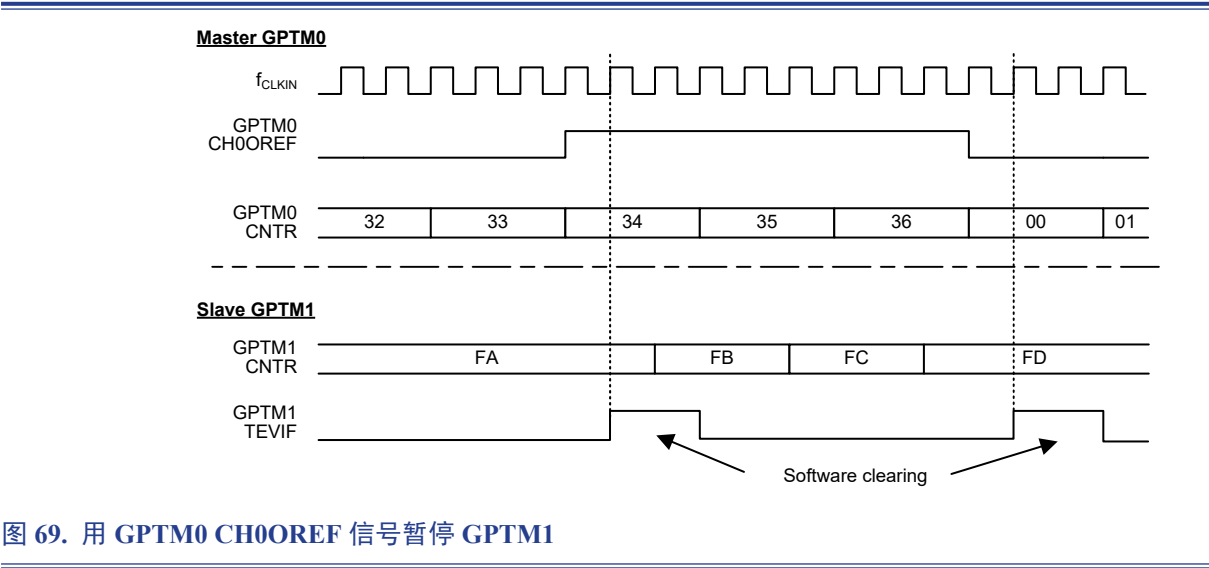 Master GPTM0
fCLKIN
GPTM0
CH0OREF
GPTM0
CNTR
32 33 34 35 36 00 01
Slave GPTM1
GPTM1
CNTR
FA FB FC FD
GPTM1
TEVIF
Software clearing
图 69. 用 GPTM0 CH0OREF 信号暂停 GPTM1